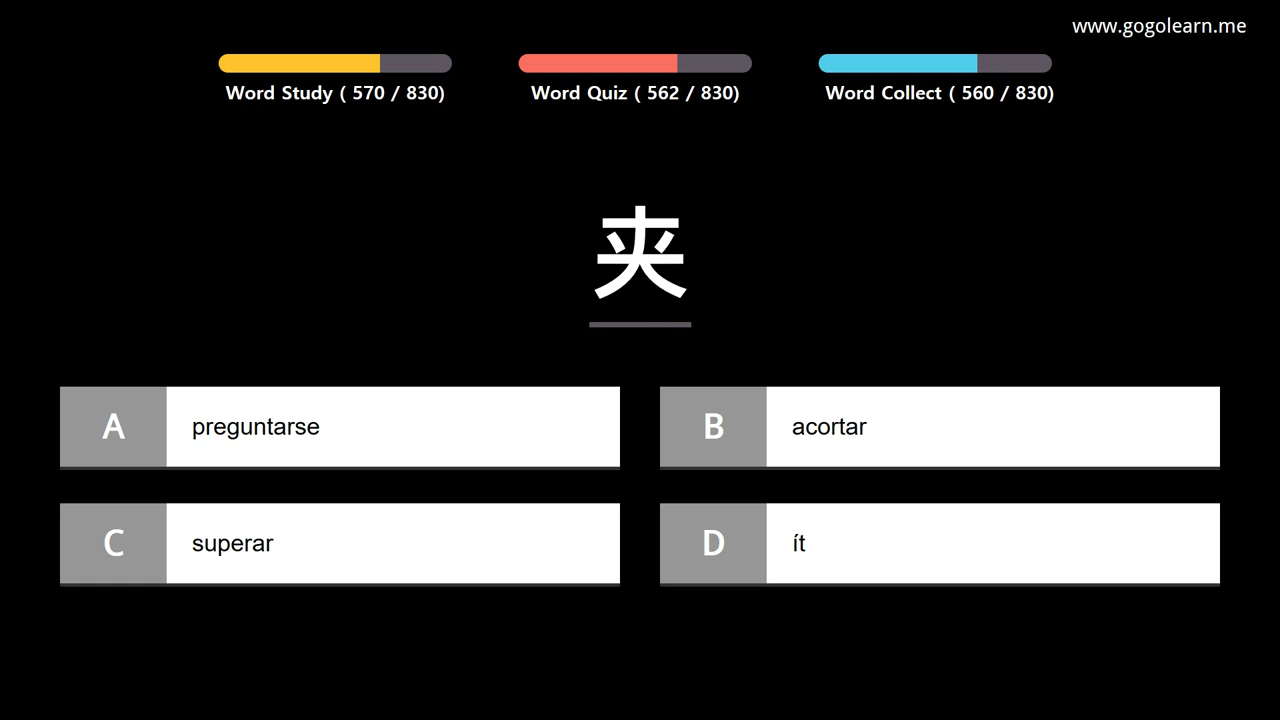 www.gogolearn.me
Word Study ( 570 / 830)
Word Quiz ( 562 / 830)
Word Collect ( 560 / 830)
夹
A preguntarse
B acortar
C superar
D ít